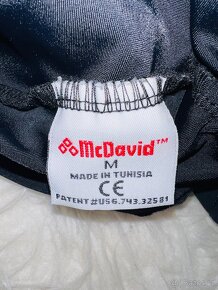 McDavid™
M
MADE IN TUNISIA
CE
PATENT #US6.743.325B1